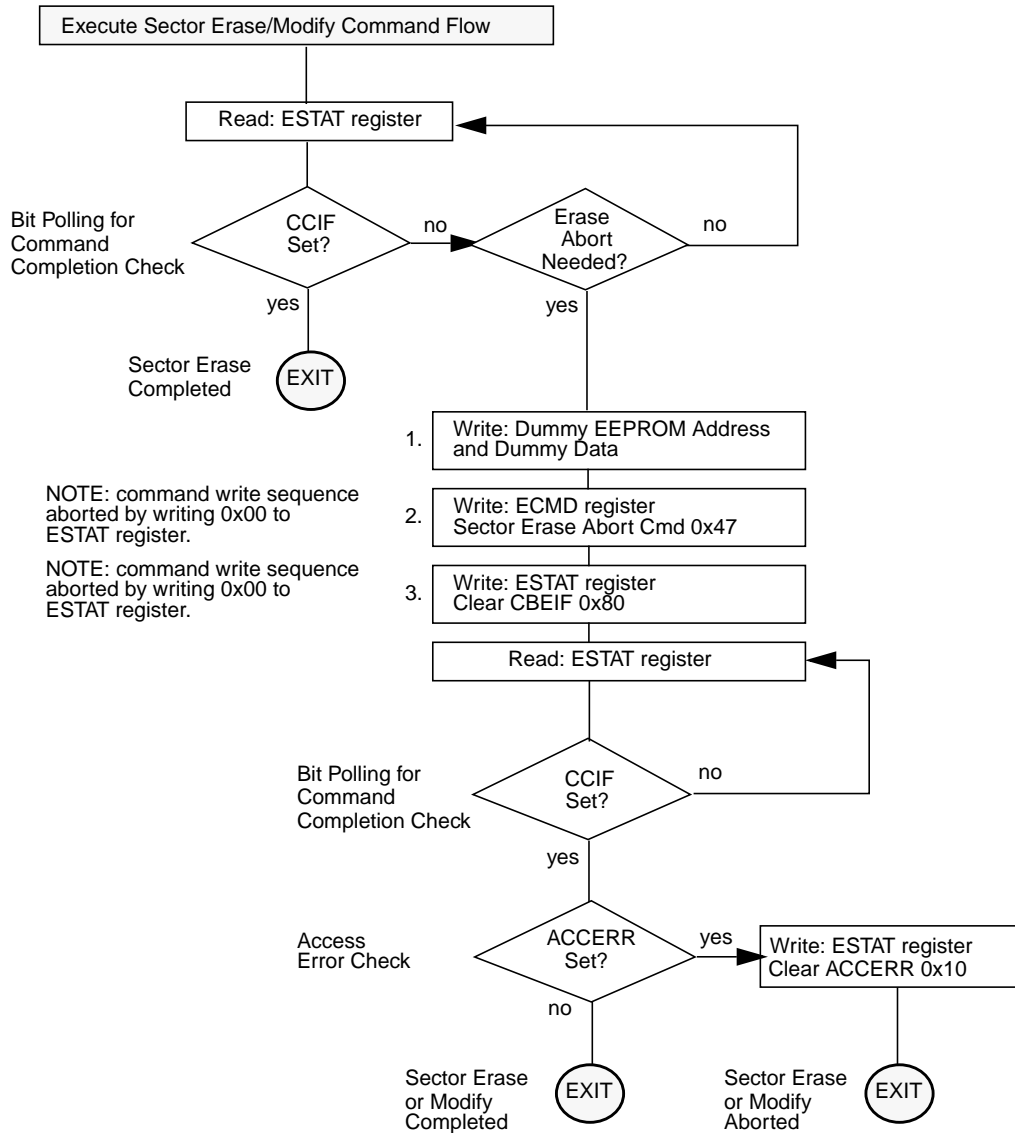 Execute Sector Erase/Modify Command Flow
Read: ESTAT register
Bit Polling for
Command
Completion Check
CCIF
Set?
no
Erase
Abort
Needed?
no
yes
yes
Sector Erase
Completed
EXIT
1.
Write: Dummy EEPROM Address
and Dummy Data
NOTE: command write sequence
aborted by writing 0x00 to
ESTAT register.
2.
Write: ECMD register
Sector Erase Abort Cmd 0x47
NOTE: command write sequence
aborted by writing 0x00 to
ESTAT register.
3.
Write: ESTAT register
Clear CBEIF 0x80
Read: ESTAT register
Bit Polling for
Command
Completion Check
CCIF
Set?
no
yes
Access
Error Check
ACCERR
Set?
yes
Write: ESTAT register
Clear ACCERR 0x10
no
Sector Erase
or Modify
Completed
EXIT
Sector Erase
or Modify
Aborted
EXIT